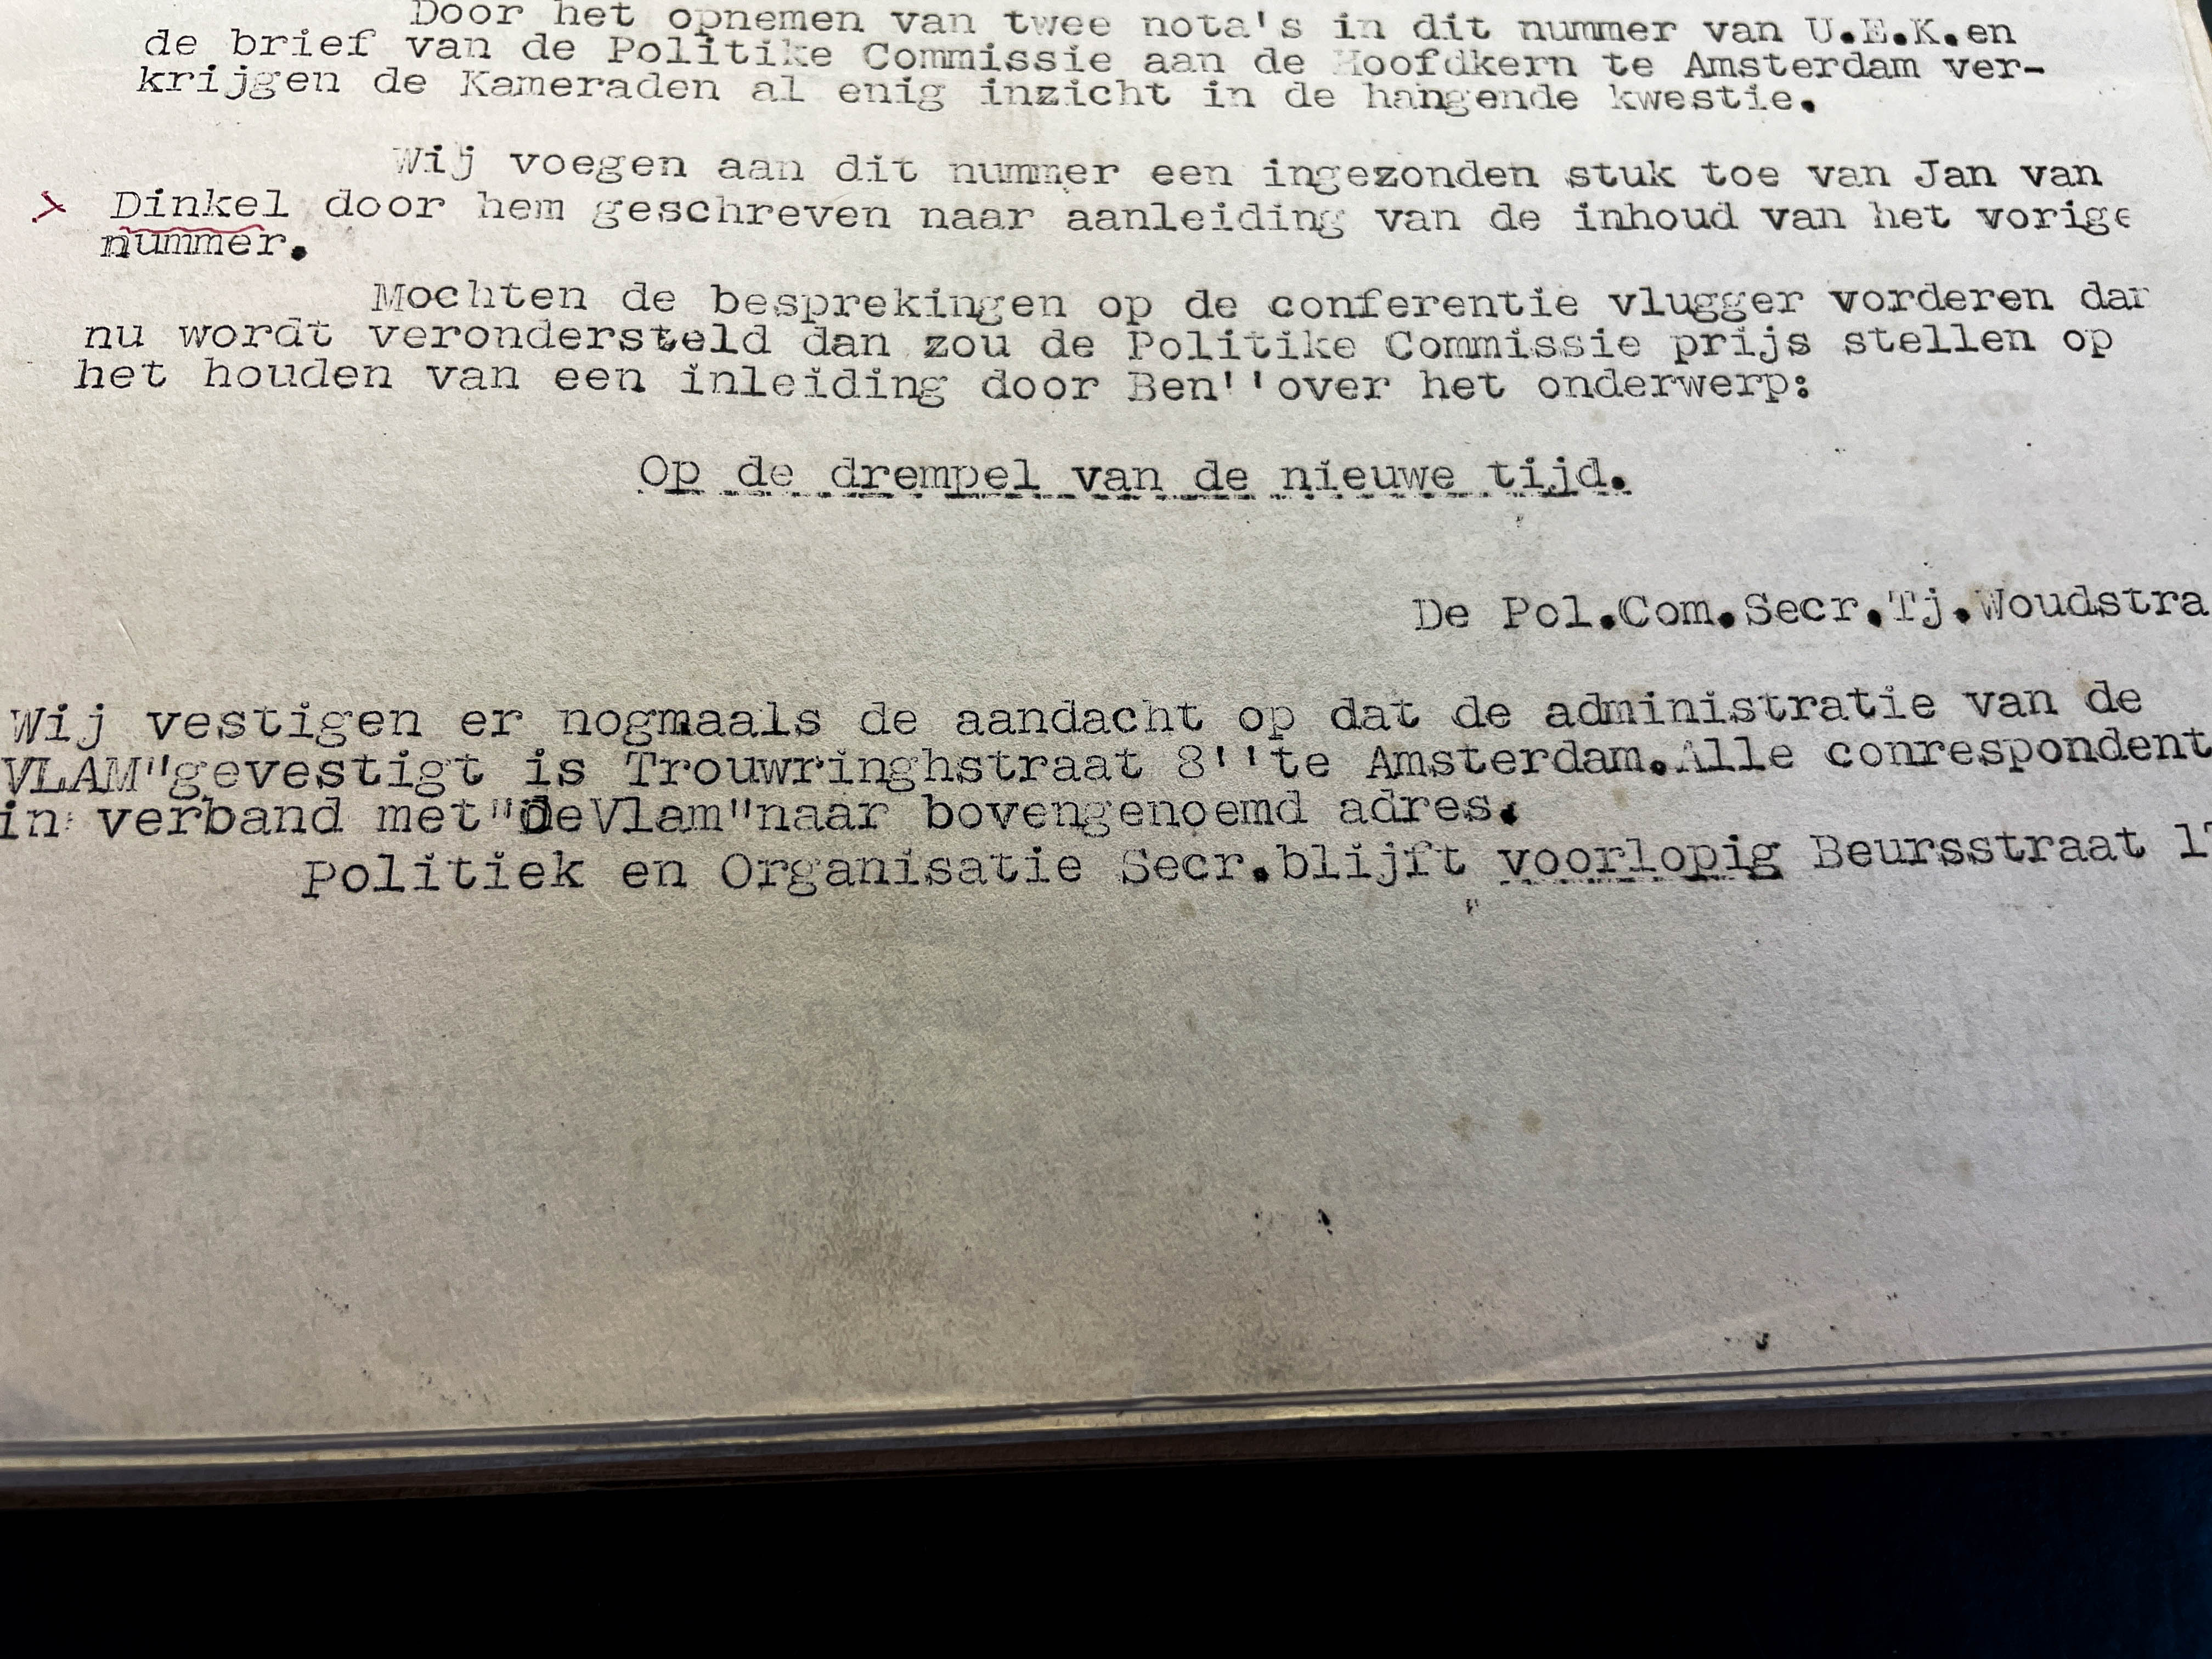 Door het opnemen van twee nota's in dit nummer van U.E.K.en
de brief van de Politike Commissie aan de Hoofdkern te Amsterdam ver-
krijgen de Kameraden al enig inzicht in de hangende kwestie.
Wij voegen aan dit nummer een ingezonden stuk toe van Jan van
Dinkel door hem geschreven naar aanleiding van de inhoud van het vorige
nummer.
Mochten de besprekingen op de conferentie vlugger vorderen dan
nu wordt verondersteld dan zou de Politike Commissie prijs stellen op
het houden van een inleiding door Ben''over het onderwerp:
Op de drempel van de nieuwe tijd.
De Pol.Com.Secr.Tj.Woudstra
Wij vestigen er nogmaals de aandacht op dat de administratie van de
VLAM"gevestigt is Trouwringhstraat 8''te Amsterdam.Alle conrespondent
in verband met"DeVlam"naar bovengenoemd adres.
Politiek en Organisatie Secr.blijft voorlopig Beursstraat